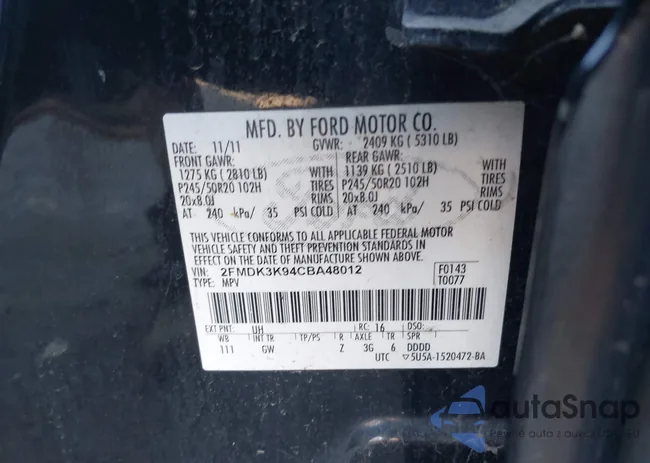 MFD. BY FORD MOTOR CO.
DATE: 11/11 GVWR: 2409 KG ( 5310 LB)
FRONT GAWR: REAR GAWR:
1275 KG ( 2810 LB) 1139 KG ( 2510 LB)
P245/50R20 102H TIRES P245/50R20 102H
20x8.0J RIMS 20x8.0J
AT 240 kPa/ 35 PSI COLD AT 240 kPa/ 35 PSI COLD
WITH
TIRES
RIMS
THIS VEHICLE CONFORMS TO ALL APPLICABLE FEDERAL MOTOR
VEHICLE SAFETY AND THEFT PREVENTION STANDARDS IN
EFFECT ON THE DATE OF MANUFACTURE SHOWN ABOVE.
VIN: 2FMDK3K94CBA48012 F0143
TYPE: MPV T0077
EXT PNT: UH RC: 16 DSO:
WB INT TR TP/PS R AXLE TR SPR
111 GW Z 3G 6 DDDD
UTC 5U5A-1520472-BA
autaSnap